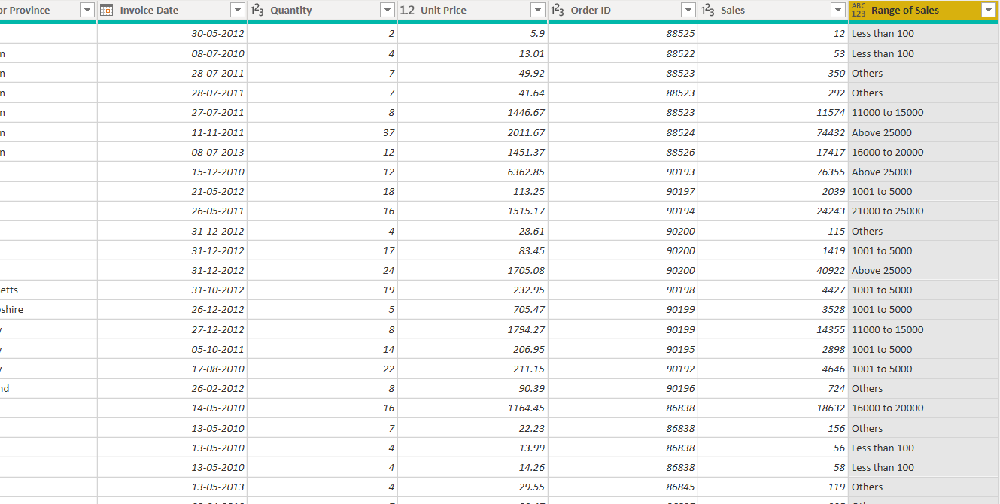 or Province Invoice Date 123 Quantity 1.2 Unit Price 123 Order ID 123 Sales ABC 123 Range of Sales
30-05-2012 2 5.9 88525 12 Less than 100
n 08-07-2010 4 13.01 88522 53 Less than 100
n 28-07-2011 7 49.92 88523 350 Others
n 28-07-2011 7 41.64 88523 292 Others
n 27-07-2011 8 1446.67 88523 11574 11000 to 15000
n 11-11-2011 37 2011.67 88524 74432 Above 25000
n 08-07-2013 12 1451.37 88526 17417 16000 to 20000
15-12-2010 12 6362.85 90193 76355 Above 25000
21-05-2012 18 113.25 90197 2039 1001 to 5000
26-05-2011 16 1515.17 90194 24243 21000 to 25000
31-12-2012 4 28.61 90200 115 Others
31-12-2012 17 83.45 90200 1419 1001 to 5000
31-12-2012 24 1705.08 90200 40922 Above 25000
etts 31-10-2012 19 232.95 90198 4427 1001 to 5000
shire 26-12-2012 5 705.47 90199 3528 1001 to 5000
y 27-12-2012 8 1794.27 90199 14355 11000 to 15000
y 05-10-2011 14 206.95 90195 2898 1001 to 5000
y 17-08-2010 22 211.15 90192 4646 1001 to 5000
nd 26-02-2012 8 90.39 90196 724 Others
14-05-2010 16 1164.45 86838 18632 16000 to 20000
13-05-2010 7 22.23 86838 156 Others
13-05-2010 4 13.99 86838 56 Less than 100
13-05-2010 4 14.26 86838 58 Less than 100
13-05-2013 4 29.55 86845 119 Others